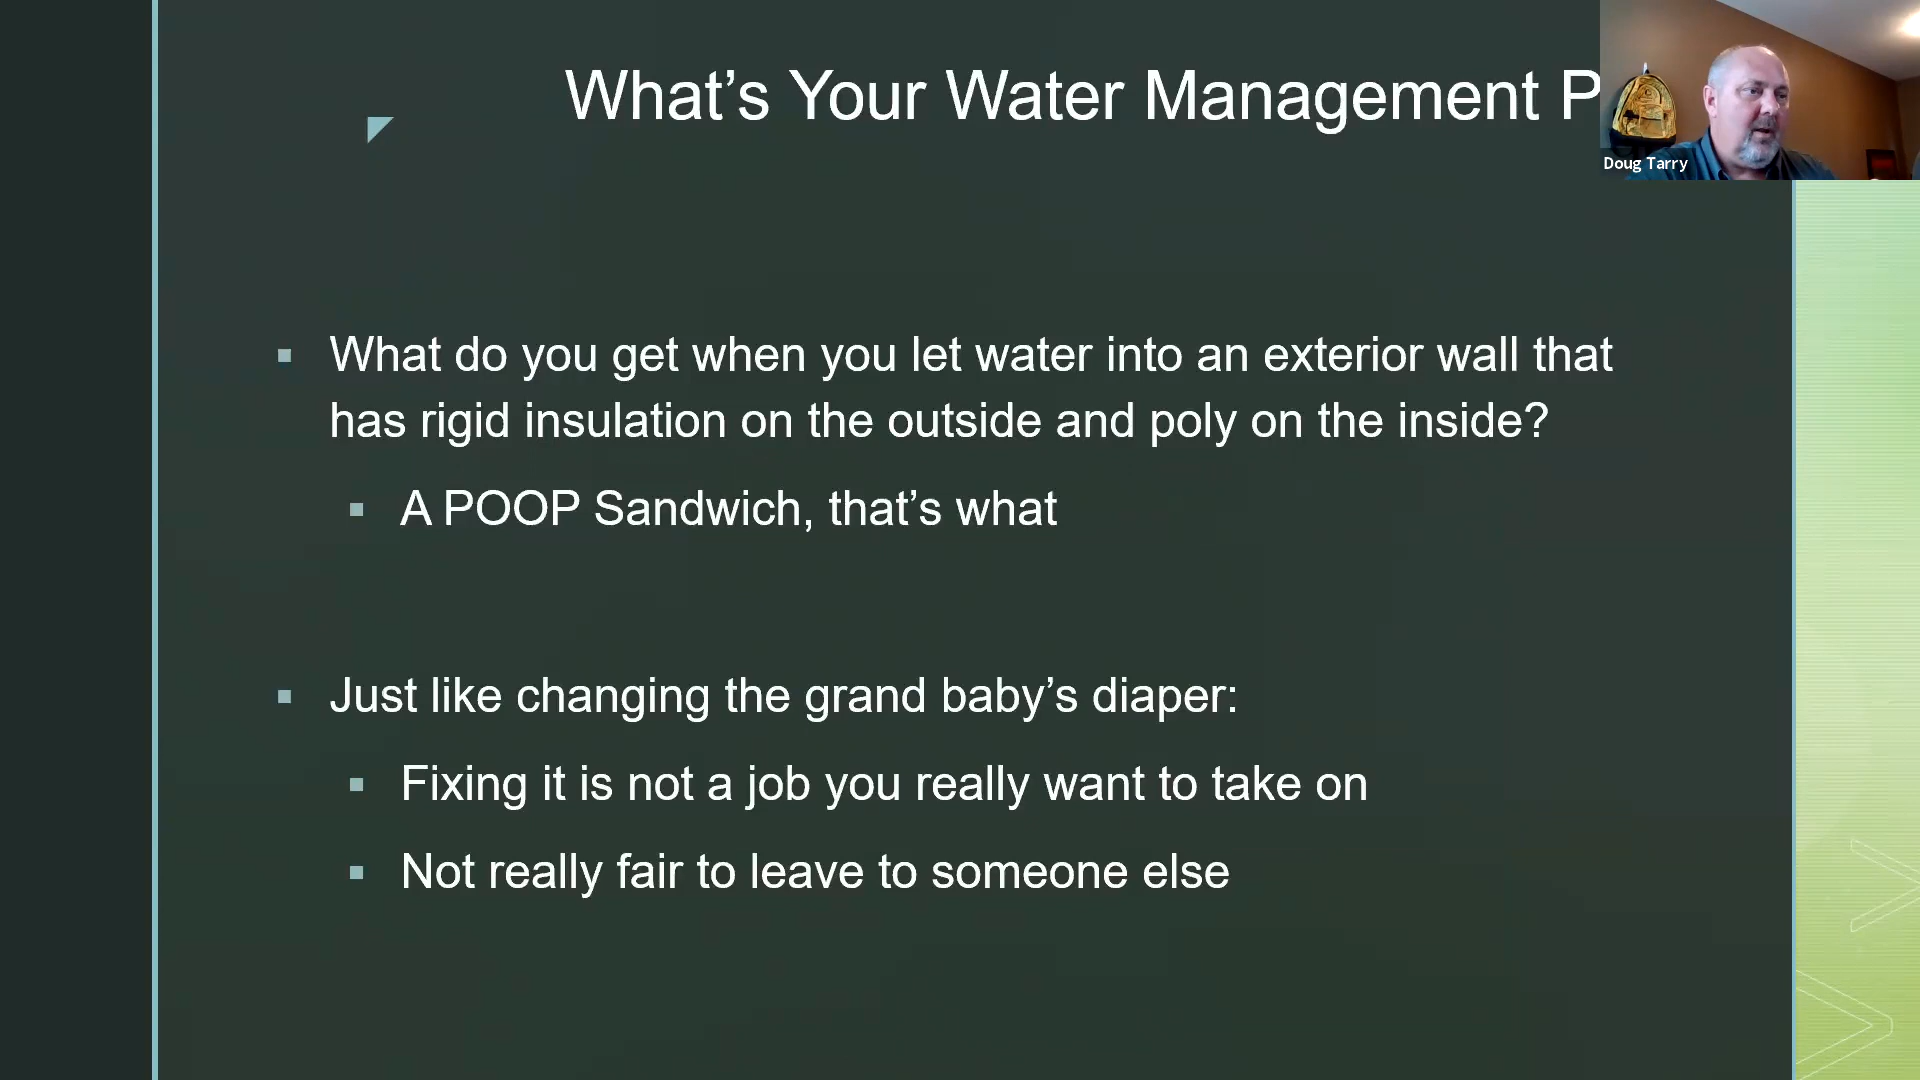 What’s Your Water Management P
Doug Tarry
What do you get when you let water into an exterior wall that
has rigid insulation on the outside and poly on the inside?
A POOP Sandwich, that’s what
Just like changing the grand baby’s diaper:
Fixing it is not a job you really want to take on
Not really fair to leave to someone else